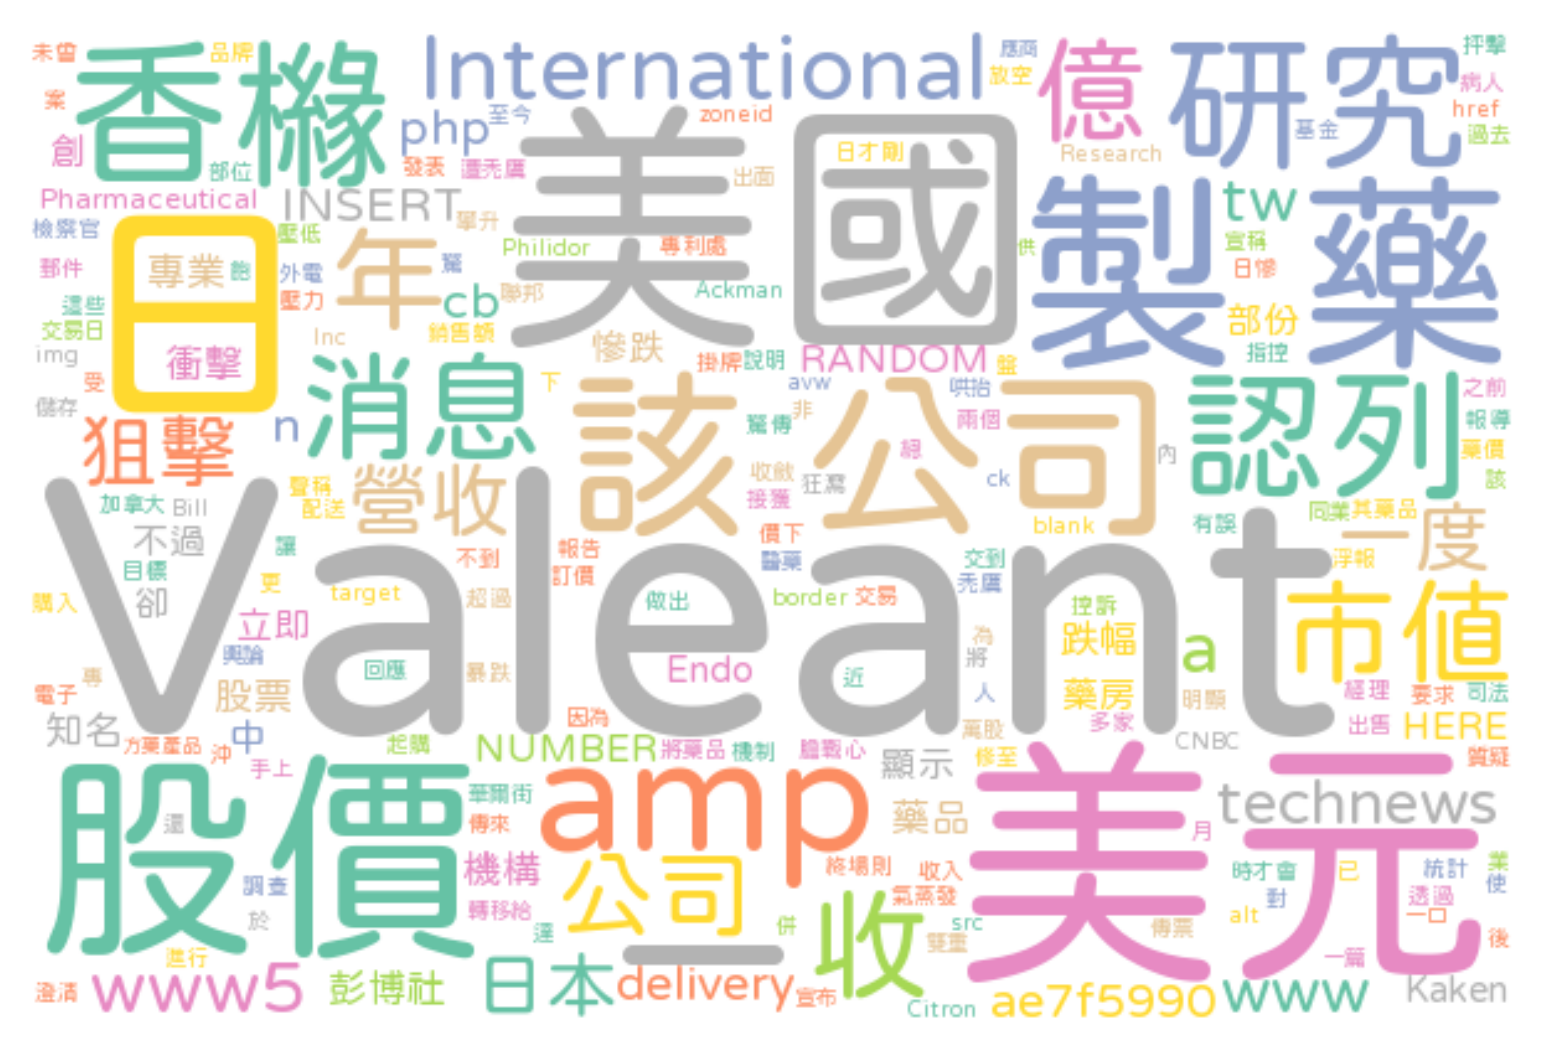 未曾
品牌
香櫞
International
應商
放空
億
研究
抨擊
病人
案
php
至今
zoneid
美國
日才剛
基金
href
過去
創
部位
發表
遭禿鷹
出面
Research
Pharmaceutical
INSERT
製藥
tw
檢察官
壓低
攀升
Philidor
專利處
供
宣稱
日
專業
飽
年
外電
驚
郵件
聯邦
Ackman
日慘
這些
壓力
cb
部份
交易日
Inc
銷售額
慘跌
指控
img
衝擊
消息
掛牌
說明
RANDOM
盤
受
下
avw
哄抬
認列
之前
儲存
狙擊
n
該公司
非
驚傳
兩個
報導
總
內
藥價
營收
收斂
狂瀉
ck
該
聲稱
接獲
加拿大
Bill
配送
blank
有誤
同業
其藥品
一度
Valeant
不過
讓
價下
不到
報告
醫藥
交到
浮報
目標
訂價
禿鷹
更
購入
卻
target
超過
做出
border
交易
控訴
市值
立即
為
跌幅
a
輿論
回應
暴跌
Endo
近
將
專
電子
股票
人
藥房
明顯
經理
要求
司法
知名
中
因為
萬股
多家
出售
HERE
方藥產品
沖
起購
NUMBER
將藥品
機制
膽戰心
顯示
修至
CNBC
質疑
手上
股價
華爾街
amp
美元
technews
還
傳來
藥品
月
機構
公司
終場則
收入
時才會
已
統計
業
調查
轉移給
氣蒸發
對
透過
使
於
達
併
收
src
雙重
傳票
alt
一口
後
進行
一
一篇
澄清
www5
彭博社
日本
delivery
宣布
Citron
ae7f5990
www
Kaken